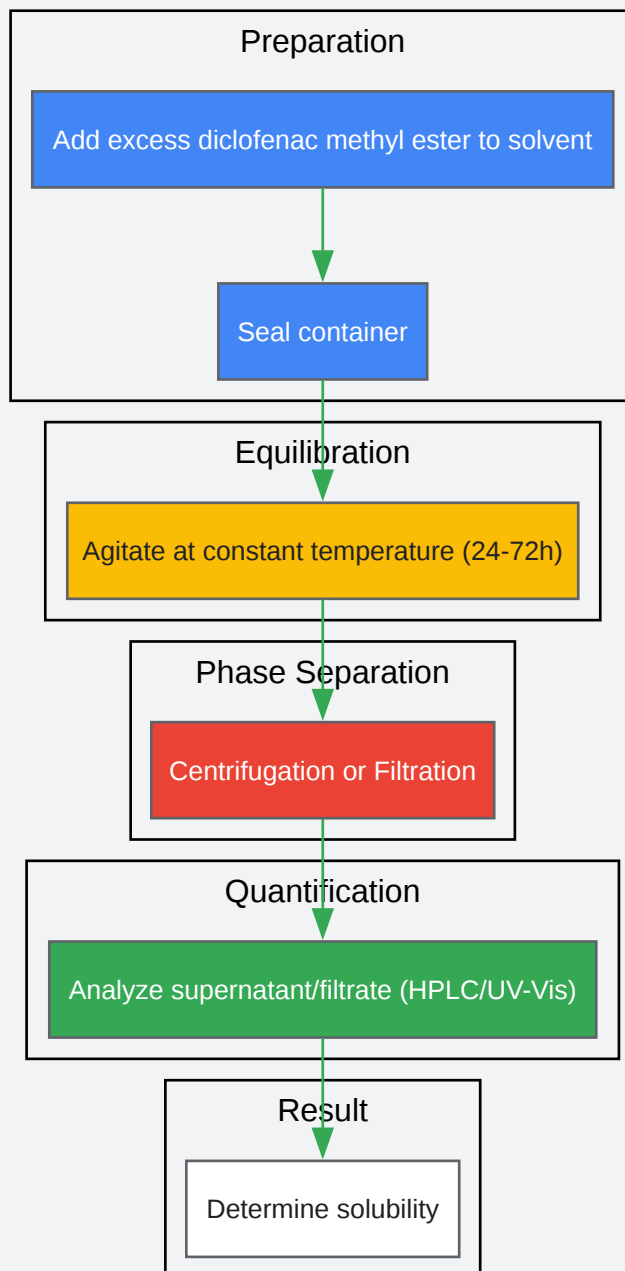 Preparation
Add excess diclofenac methyl ester to solvent
Seal container
Equilibration
Agitate at constant temperature (24-72h)
Phase Separation
Centrifugation or Filtration
Quantification
Analyze supernatant/filtrate (HPLC/UV-Vis)
Result
Determine solubility